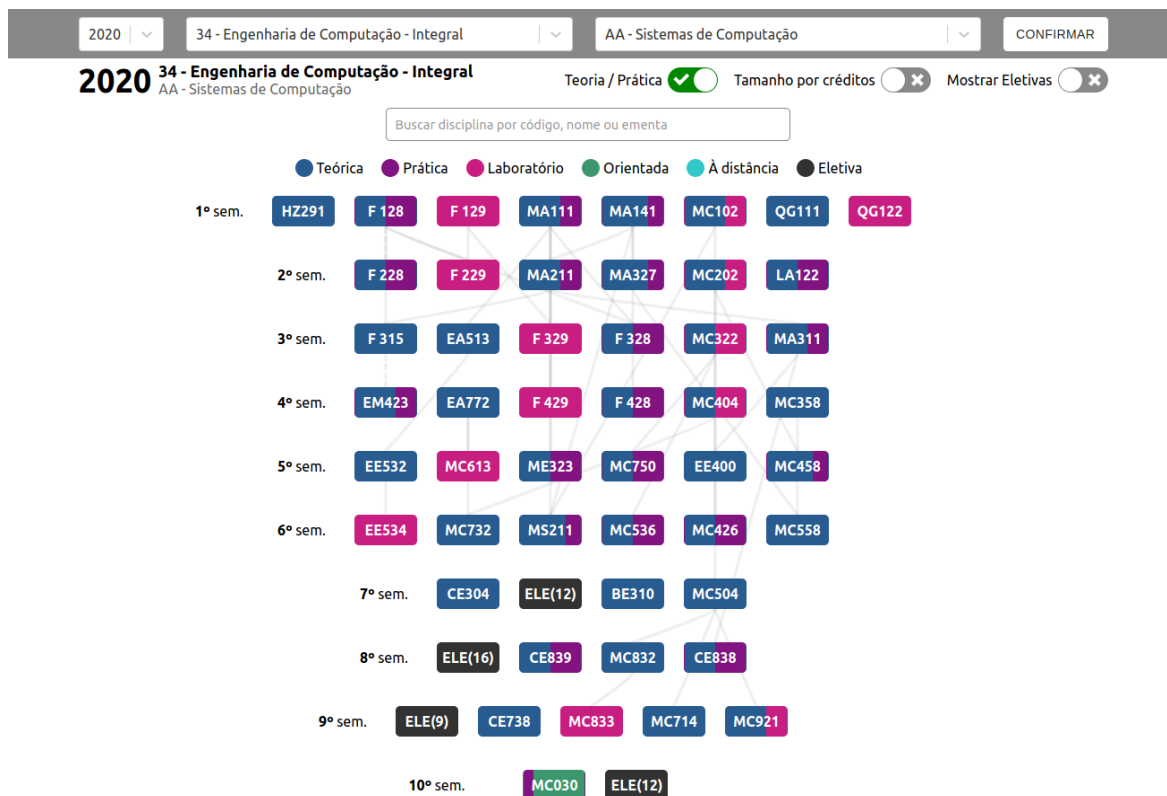 2020 34 - Engenharia de Computação - Integral AA - Sistemas de Computação CONFIRMAR
2020 34 - Engenharia de Computação - Integral
AA - Sistemas de Computação
Teoria / Prática Tamanho por créditos Mostrar Eletivas
Buscar disciplina por código, nome ou ementa
Teórica Prática Laboratório Orientada À distância Eletiva
1º sem. HZ291 F 128 F 129 MA111 MA141 MC102 QG111 QG122
2º sem. F 228 F 229 MA211 MA327 MC202 LA122
3º sem. F 315 EA513 F 329 F 328 MC322 MA311
4º sem. EM423 EA772 F 429 F 428 MC404 MC358
5º sem. EE532 MC613 ME323 MC750 EE400 MC458
6º sem. EE534 MC732 MS211 MC536 MC426 MC558
7º sem. CE304 ELE(12) BE310 MC504
8º sem. ELE(16) CE839 MC832 CE838
9º sem. ELE(9) CE738 MC833 MC714 MC921
10º sem. MC030 ELE(12)